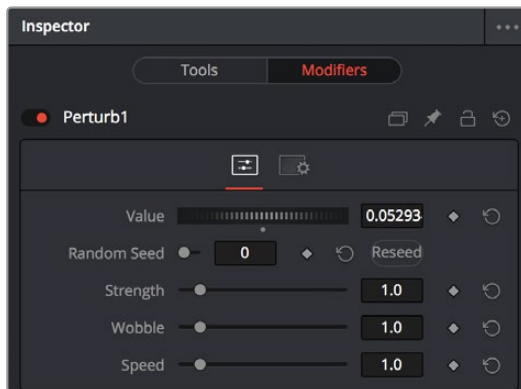 Inspector
Tools Modifiers
Perturb1
Value 0.05293
Random Seed 0 Reseed
Strength 1.0
Wobble 1.0
Speed 1.0